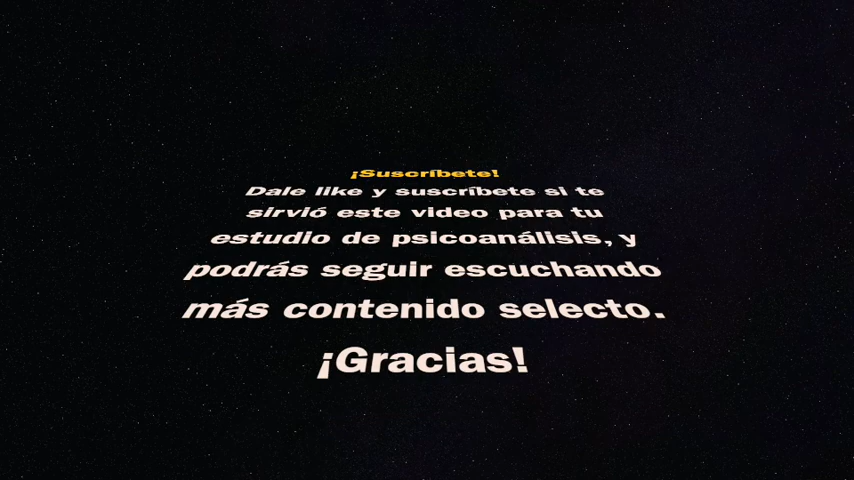 ¡Suscríbete!
Dale like y suscríbete si te
sirvió este video para tu
estudio de psicoanálisis, y
podrás seguir escuchando
más contenido selecto.
¡Gracias!